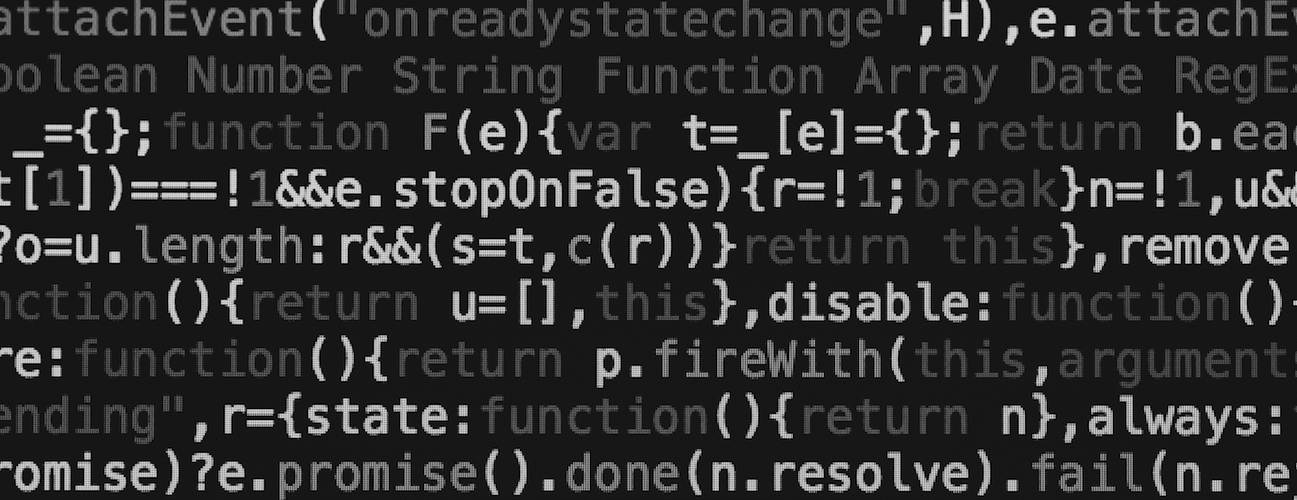 attachEvent("onreadystatechange",H),e.attachEv
oolean Number String Function Array Date RegEx
_={};function F(e){var t=_[e]={};return b.eac
t[1])===!1&&e.stopOnFalse){r=!1;break}n=!1,u&&
?o=u.length:r&&(s=t,c(r))}return this},remove
nction(){return u=[],this},disable:function()
re:function(){return p.fireWith(this,arguments
ending",r={state:function(){return n},always:
romise)?e.promise().done(n.resolve).fail(n.re